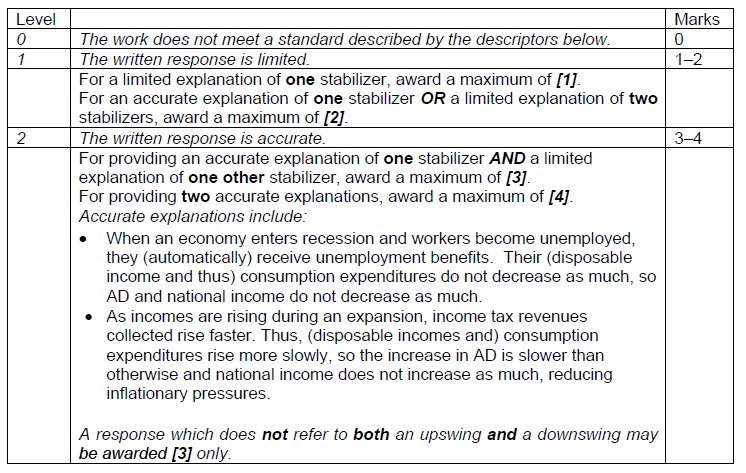 Level Marks
0 The work does not meet a standard described by the descriptors below. 0
1 The written response is limited. 1–2
For a limited explanation of one stabilizer, award a maximum of [1].
For an accurate explanation of one stabilizer OR a limited explanation of two
stabilizers, award a maximum of [2].
2 The written response is accurate. 3–4
For providing an accurate explanation of one stabilizer AND a limited
explanation of one other stabilizer, award a maximum of [3].
For providing two accurate explanations, award a maximum of [4].
Accurate explanations include:
• When an economy enters recession and workers become unemployed,
they (automatically) receive unemployment benefits. Their (disposable
income and thus) consumption expenditures do not decrease as much, so
AD and national income do not decrease as much.
• As incomes are rising during an expansion, income tax revenues
collected rise faster. Thus, (disposable incomes and) consumption
expenditures rise more slowly, so the increase in AD is slower than
otherwise and national income does not increase as much, reducing
inflationary pressures.
A response which does not refer to both an upswing and a downswing may
be awarded [3] only.